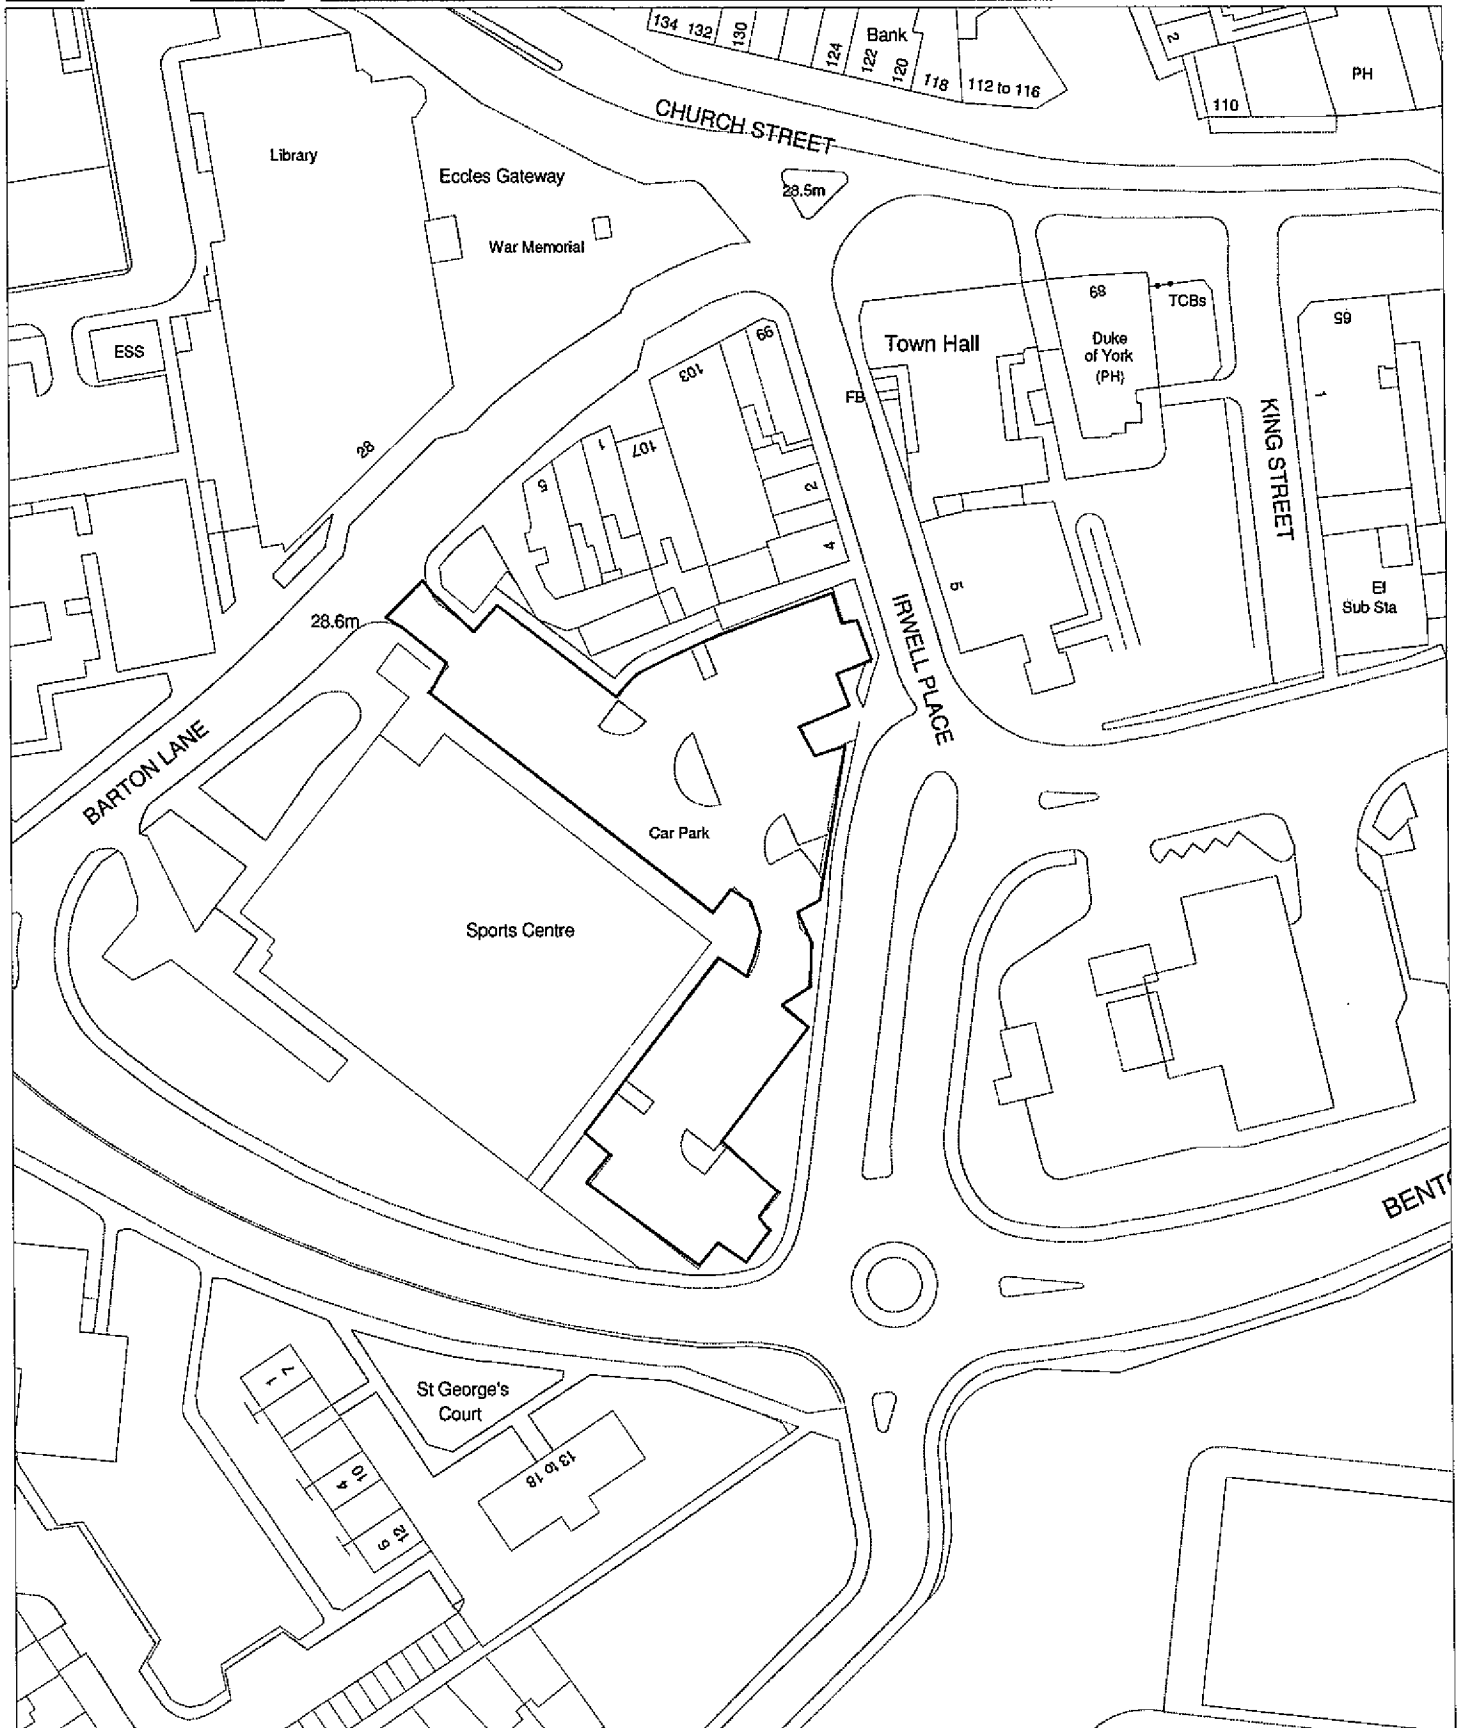 134 132
130
124
122
Bank
120
118
112 to 116
2
110
PH
CHURCH STREET
28.5m
Library
Eccles Gateway
War Memorial
ESS
28
99
103
107
1
5
2
4
Town Hall
FB
68
Duke
of York
(PH)
TCBs
65
1
KING STREET
El
Sub Sta
5
IRWELL PLACE
28.6m
BARTON LANE
Car Park
Sports Centre
BENT
St George's
Court
1
7
4
10
13 to 18
12